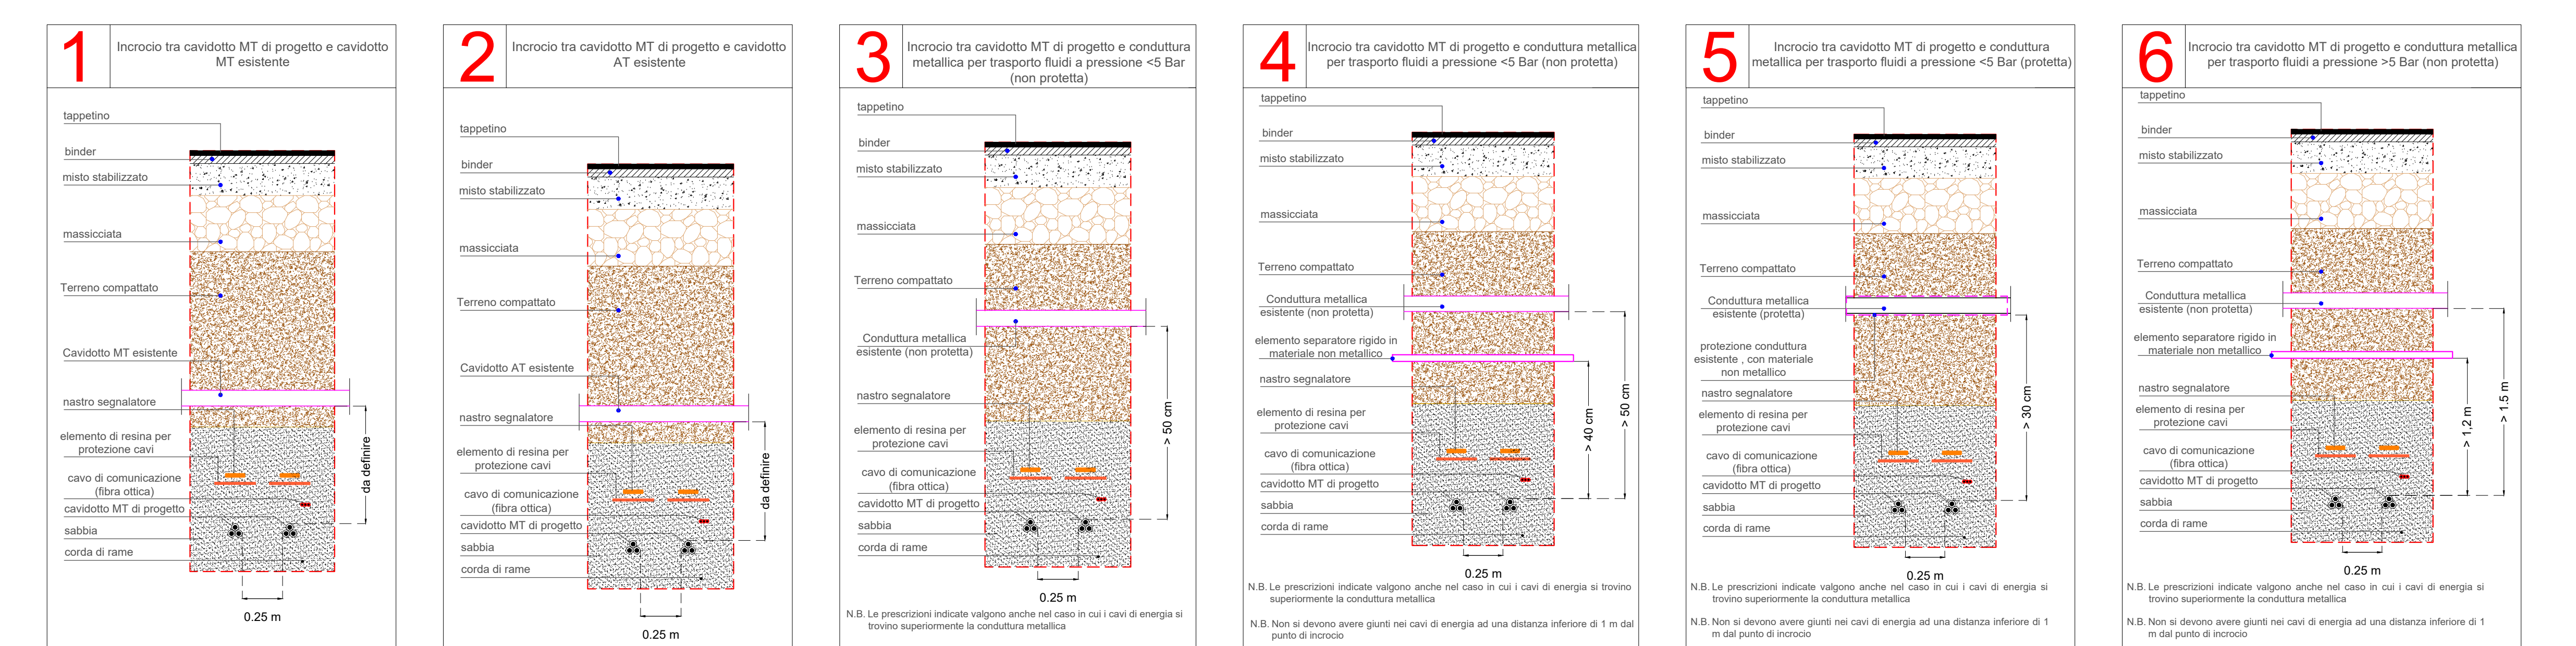 1
Incrocio tra cavidotto MT di progetto e cavidotto
MT esistente
tappetino
binder
misto stabilizzato
massicciata
Terreno compattato
Cavidotto MT esistente
nastro segnalatore
elemento di resina per
protezione cavi
cavo di comunicazione
(fibra ottica)
cavidotto MT di progetto
sabbia
corda di rame
da definire
0.25 m
2
Incrocio tra cavidotto MT di progetto e cavidotto
AT esistente
tappetino
binder
misto stabilizzato
massicciata
Terreno compattato
Cavidotto AT esistente
nastro segnalatore
elemento di resina per
protezione cavi
cavo di comunicazione
(fibra ottica)
cavidotto MT di progetto
sabbia
corda di rame
da definire
0.25 m
3
Incrocio tra cavidotto MT di progetto e conduttura
metallica per trasporto fluidi a pressione <5 Bar
(non protetta)
tappetino
binder
misto stabilizzato
massicciata
Terreno compattato
Conduttura metallica
esistente (non protetta)
nastro segnalatore
elemento di resina per
protezione cavi
cavo di comunicazione
(fibra ottica)
cavidotto MT di progetto
sabbia
corda di rame
> 50 cm
0.25 m
N.B. Le prescrizioni indicate valgono anche nel caso in cui i cavi di energia si
trovino superiormente la conduttura metallica
4
Incrocio tra cavidotto MT di progetto e conduttura metallica
per trasporto fluidi a pressione <5 Bar (non protetta)
tappetino
binder
misto stabilizzato
massicciata
Terreno compattato
Conduttura metallica
esistente (non protetta)
elemento separatore rigido in
materiale non metallico
nastro segnalatore
elemento di resina per
protezione cavi
cavo di comunicazione
(fibra ottica)
cavidotto MT di progetto
sabbia
corda di rame
> 40 cm
> 50 cm
0.25 m
N.B. Le prescrizioni indicate valgono anche nel caso in cui i cavi di energia si trovino
superiormente la conduttura metallica
N.B. Non si devono avere giunti nei cavi di energia ad una distanza inferiore di 1 m dal
punto di incrocio
5
Incrocio tra cavidotto MT di progetto e conduttura
metallica per trasporto fluidi a pressione <5 Bar (protetta)
tappetino
binder
misto stabilizzato
massicciata
Terreno compattato
Conduttura metallica
esistente (protetta)
protezione conduttura
esistente , con materiale
non metallico
nastro segnalatore
elemento di resina per
protezione cavi
cavo di comunicazione
(fibra ottica)
cavidotto MT di progetto
sabbia
corda di rame
> 30 cm
0.25 m
N.B. Le prescrizioni indicate valgono anche nel caso in cui i cavi di energia si
trovino superiormente la conduttura metallica
N.B. Non si devono avere giunti nei cavi di energia ad una distanza inferiore di 1
m dal punto di incrocio
6
Incrocio tra cavidotto MT di progetto e conduttura metallica
per trasporto fluidi a pressione >5 Bar (non protetta)
tappetino
binder
misto stabilizzato
massicciata
Terreno compattato
Conduttura metallica
esistente (non protetta)
elemento separatore rigido in
materiale non metallico
nastro segnalatore
elemento di resina per
protezione cavi
cavo di comunicazione
(fibra ottica)
cavidotto MT di progetto
sabbia
corda di rame
> 1,2 m
> 1.5 m
0.25 m
N.B. Le prescrizioni indicate valgono anche nel caso in cui i cavi di energia si
trovino superiormente la conduttura metallica
N.B. Non si devono avere giunti nei cavi di energia ad una distanza inferiore di 1
m dal punto di incrocio